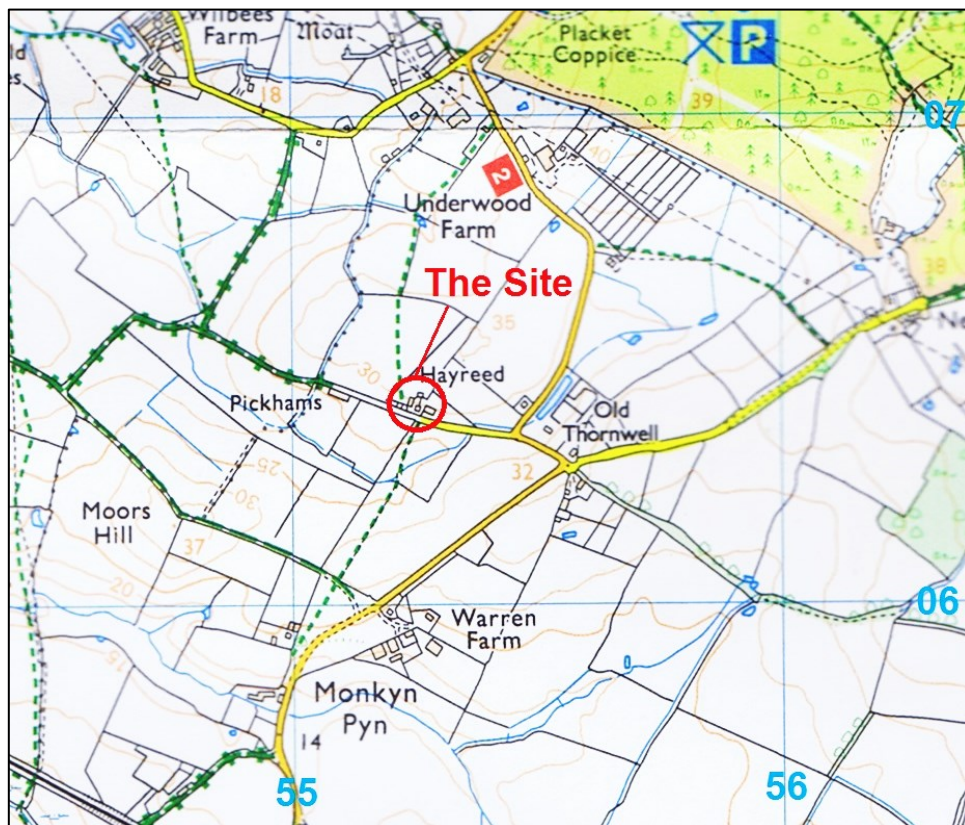 Wilbees
Farm
Moat
Placket
Coppice
P
18
39
07
40
2
Underwood
Farm
38
The Site
35
Ne
30
Hayreed
Pickhams
Old
Thornwell
25
32
30
Moors
Hill
37
20
06
Warren
Farm
15
Monkyn
Pyn
14
55
56